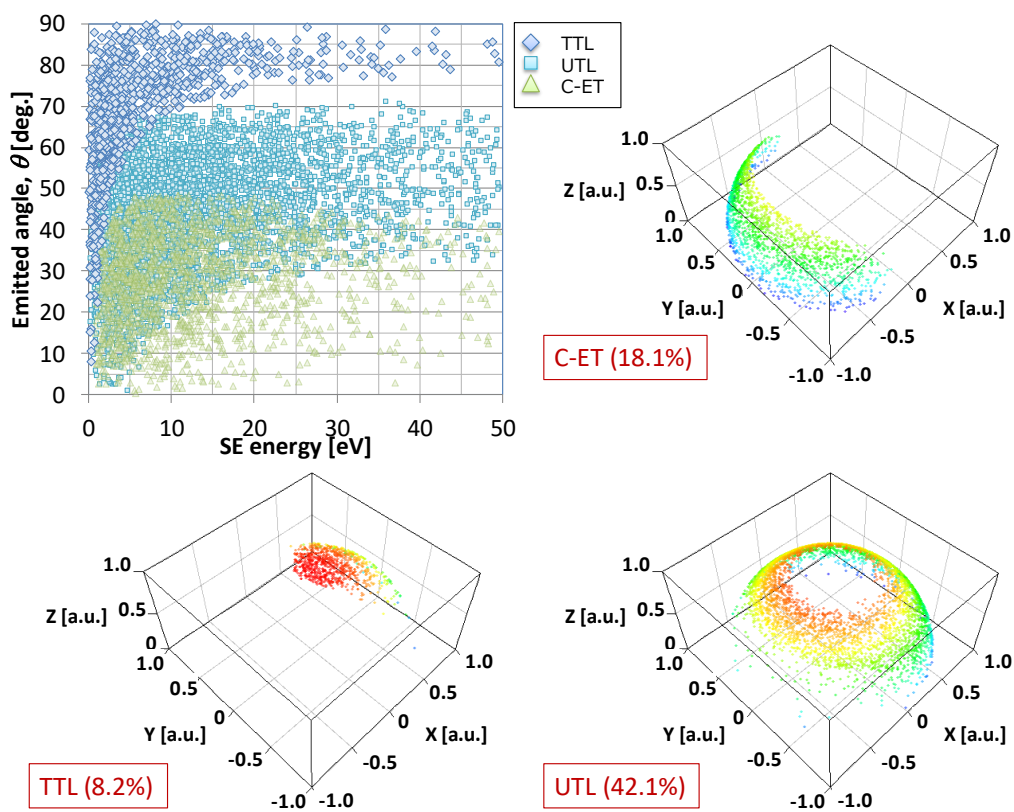 90
80
70
60
50
40
30
20
10
0
Emitted angle, θ [deg.]
0 10 20 30 40 50
SE energy [eV]
TTL
UTL
C-ET
1.0
Z [a.u.]
0.5
0
1.0
0.5
Y [a.u.]
0
-0.5
-1.0
-1.0
-0.5
0
X [a.u.]
0.5
1.0
C-ET (18.1%)
1.0
Z [a.u.]
0.5
0
1.0
0.5
Y [a.u.]
0
-0.5
-1.0
-1.0
-0.5
0
X [a.u.]
0.5
1.0
TTL (8.2%)
1.0
Z [a.u.]
0.5
0
1.0
0.5
Y [a.u.]
0
-0.5
-1.0
-1.0
-0.5
0
X [a.u.]
0.5
1.0
UTL (42.1%)